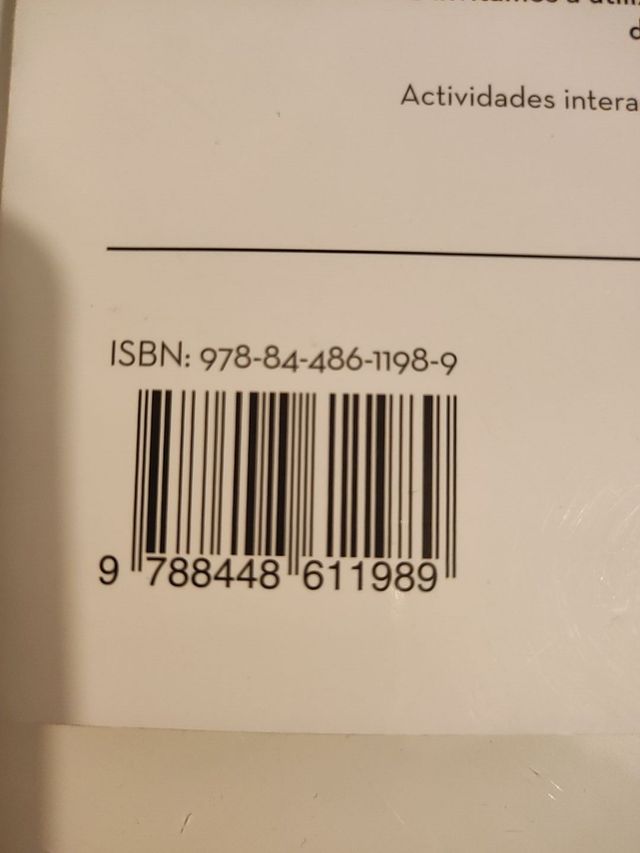 a
d
Actividades intera
ISBN: 978-84-486-1198-9
9 788448 611989